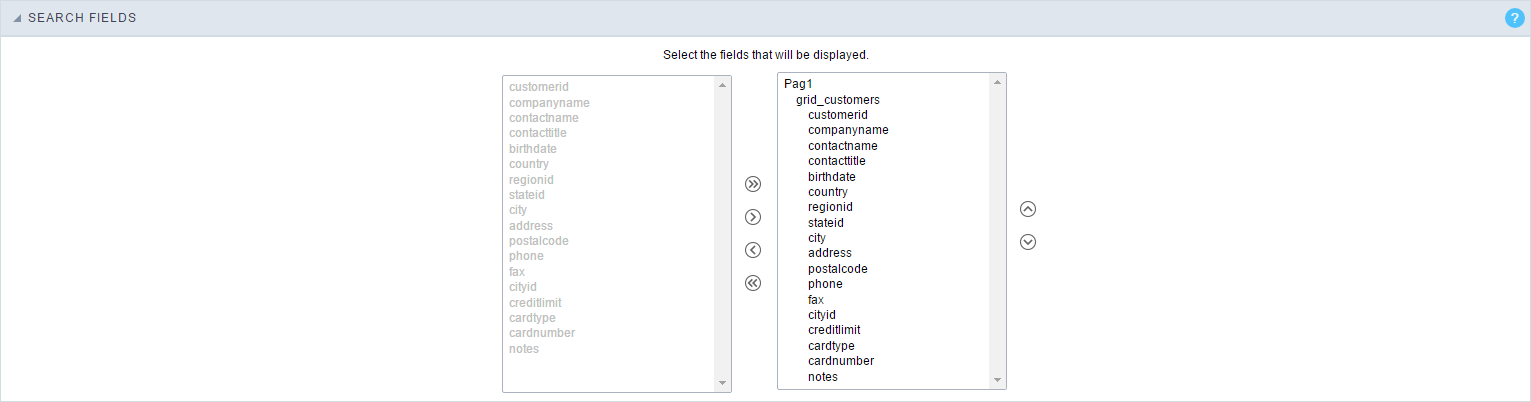 SEARCH FIELDS
?
Select the fields that will be displayed.
customerid
companyname
contactname
contacttitle
birthdate
country
regionid
stateid
city
address
postalcode
phone
fax
cityid
creditlimit
cardtype
cardnumber
notes
Pag1
grid_customers
customerid
companyname
contactname
contacttitle
birthdate
country
regionid
stateid
city
address
postalcode
phone
fax
cityid
creditlimit
cardtype
cardnumber
notes